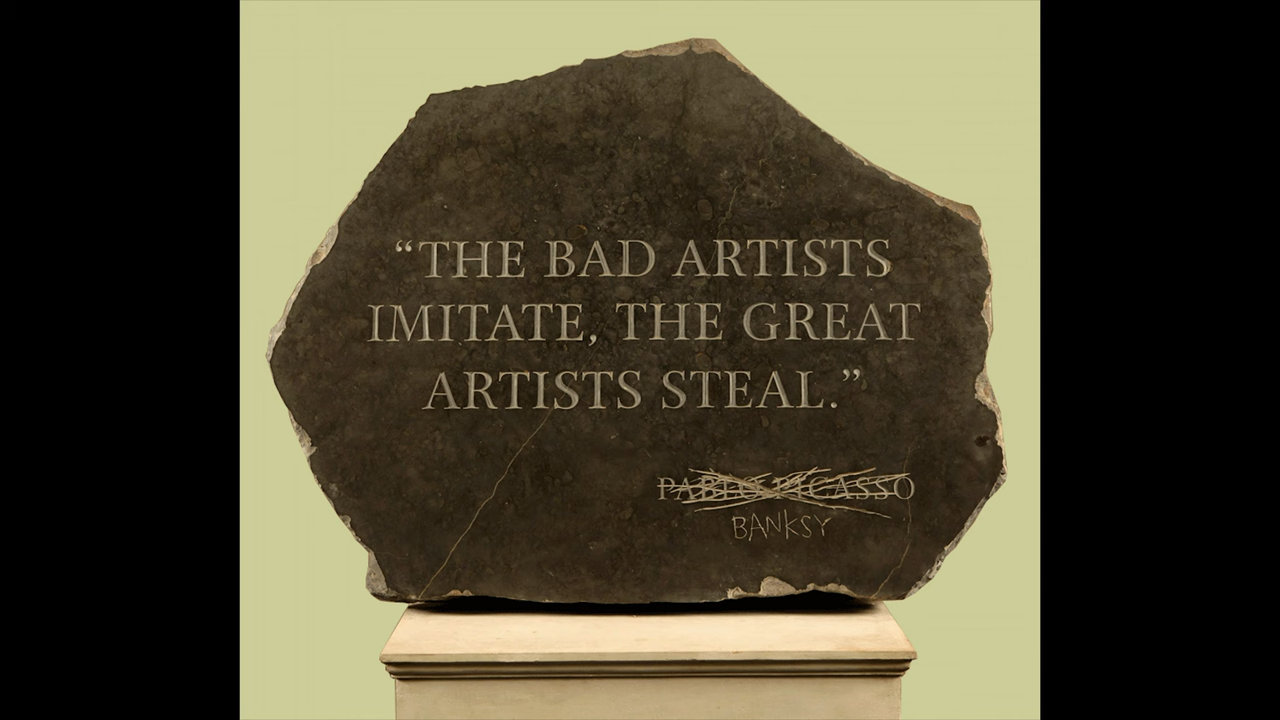 “THE BAD ARTISTS
IMITATE, THE GREAT
ARTISTS STEAL.”
PABLO PICASSO
BANKSY